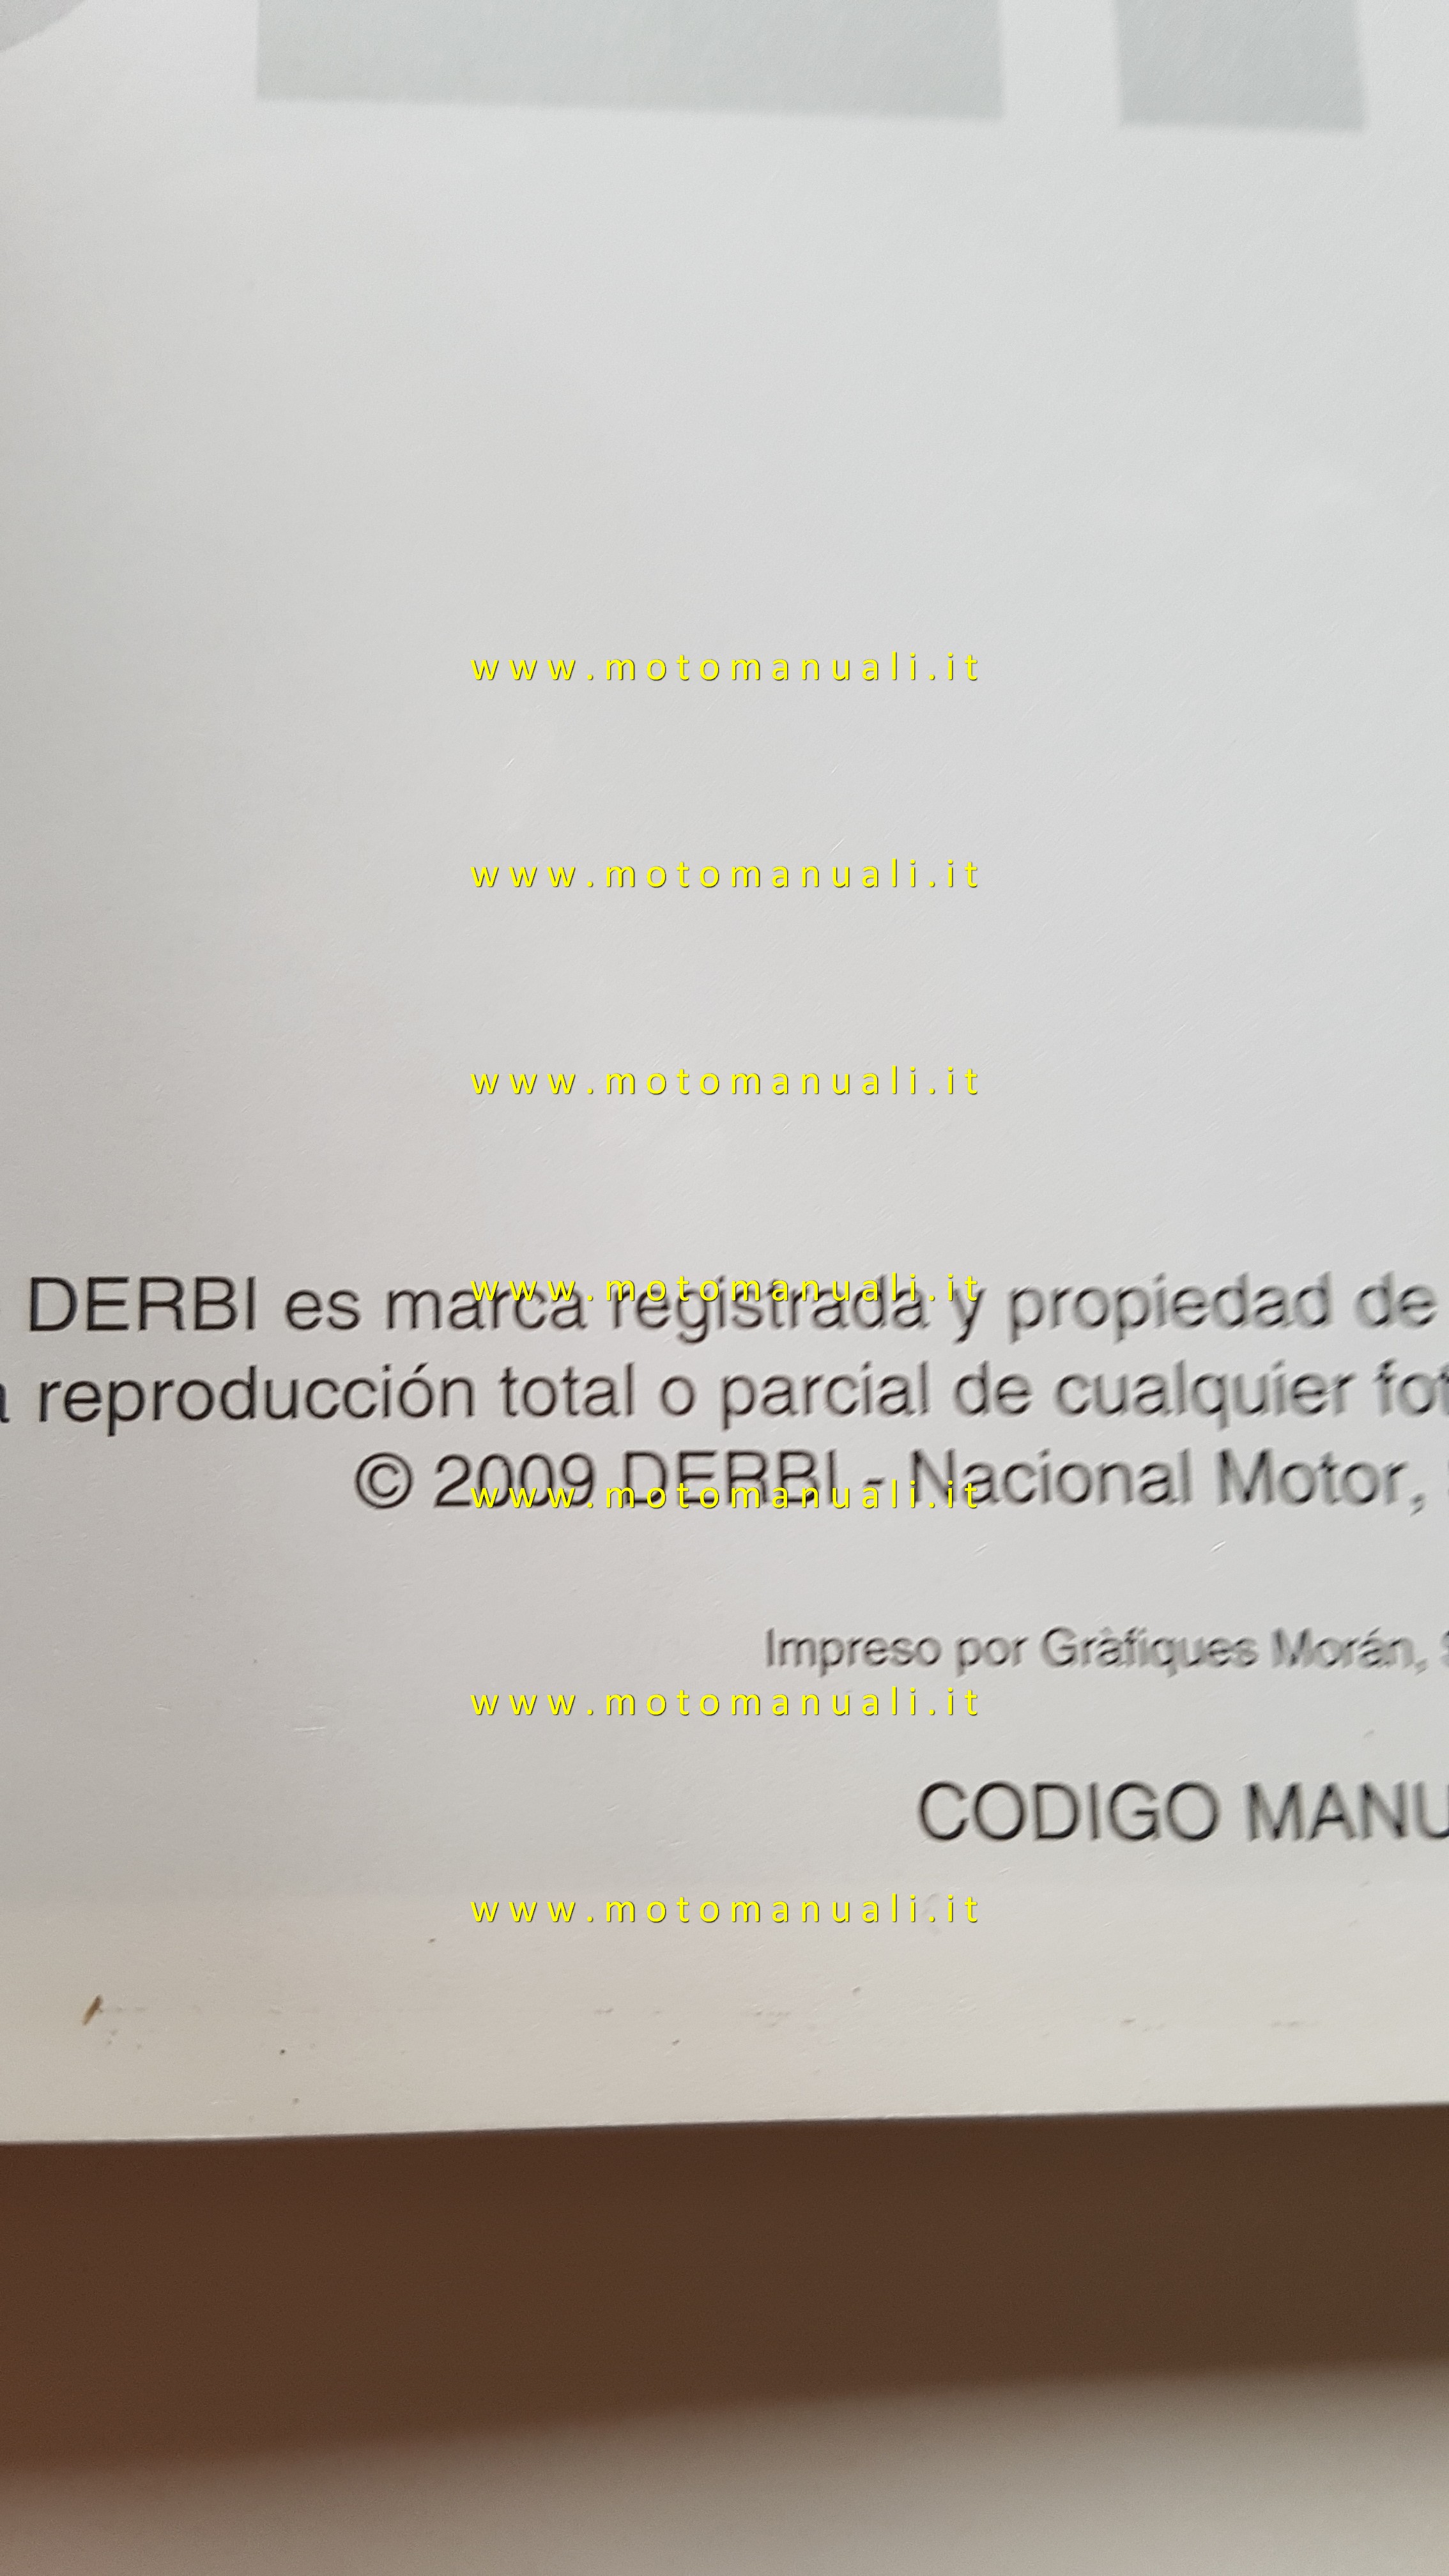 www.motomanuali.it
www.motomanuali.it
www.motomanuali.it
www.motomanuali.it
DERBI es marca registrada y propiedad de
reproducción total o parcial de cualquier
© 2009 DERBI - Nacional Motor,
www.motomanuali.it
Impreso por Gràfiques Morán,
www.motomanuali.it
CODIGO
www.motomanuali.it